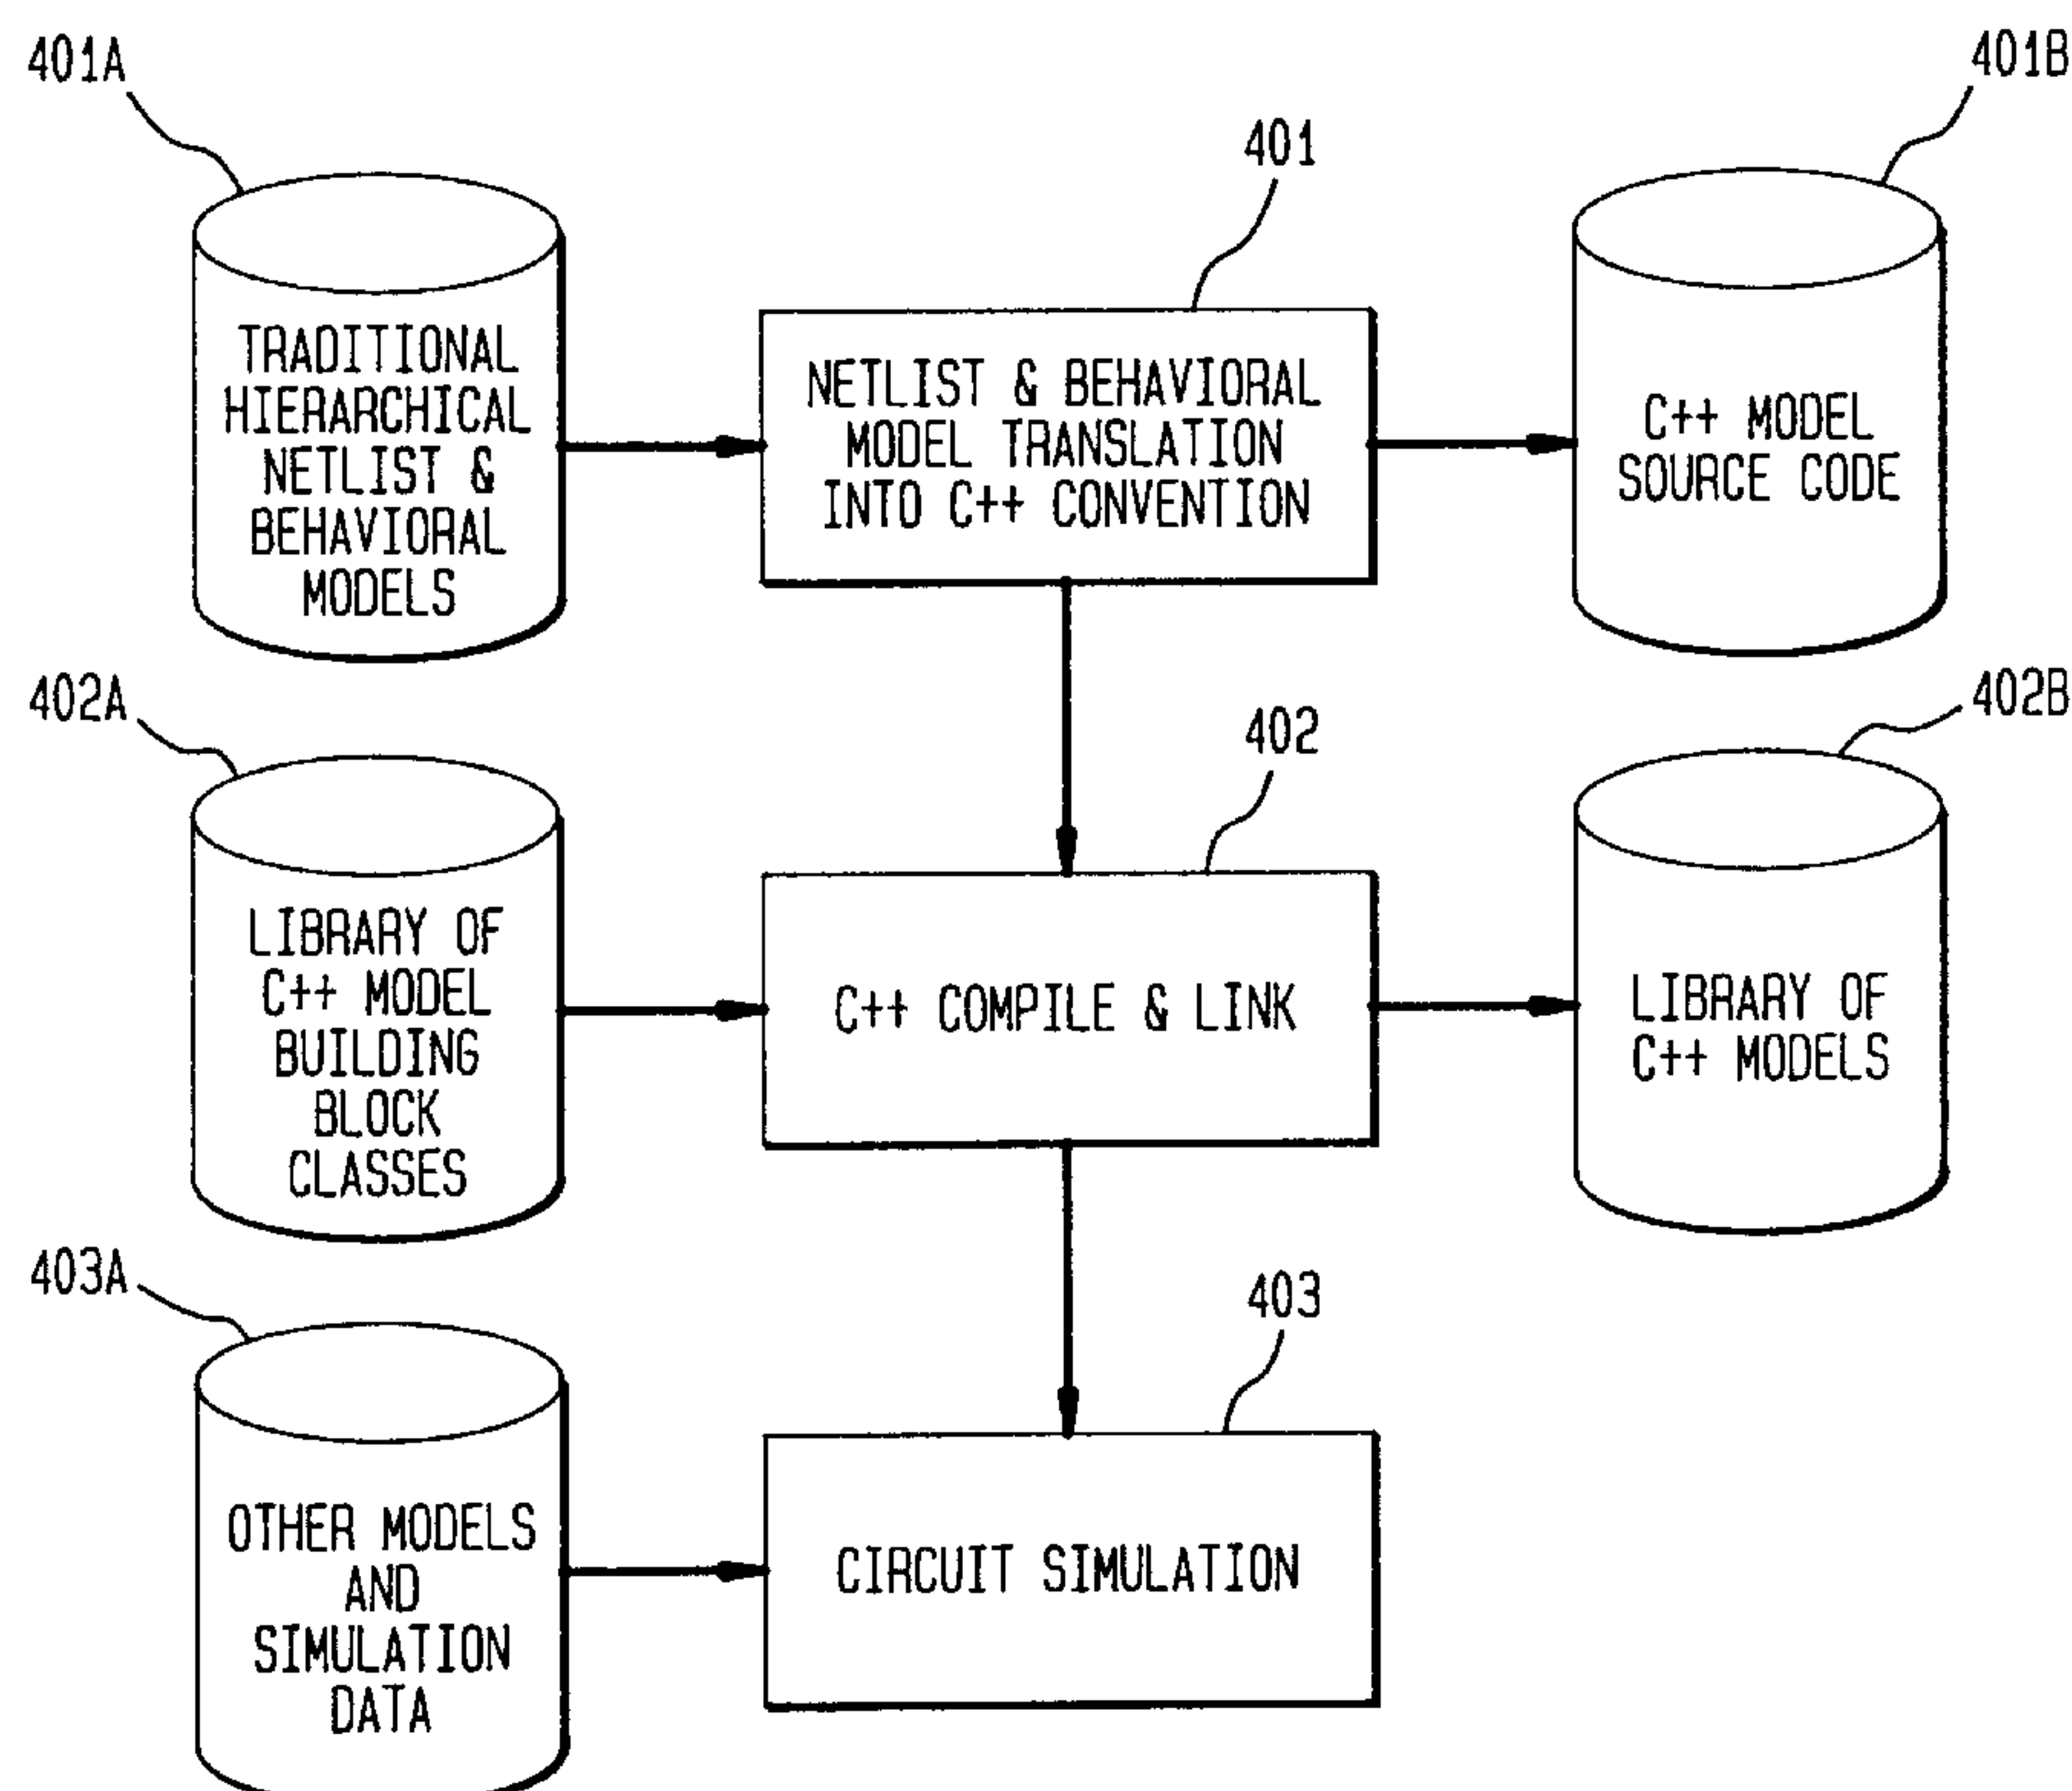 401A
401B
401
TRADITIONAL
HIERARCHICAL
NETLIST &
BEHAVIORAL
MODELS
NETLIST & BEHAVIORAL
MODEL TRANSLATION
INTO C++ CONVENTION
C++ MODEL
SOURCE CODE
402A
402
402B
LIBRARY OF
C++ MODEL
BUILDING
BLOCK
CLASSES
C++ COMPILE & LINK
LIBRARY OF
C++ MODELS
403A
403
OTHER MODELS
AND
SIMULATION
DATA
CIRCUIT SIMULATION